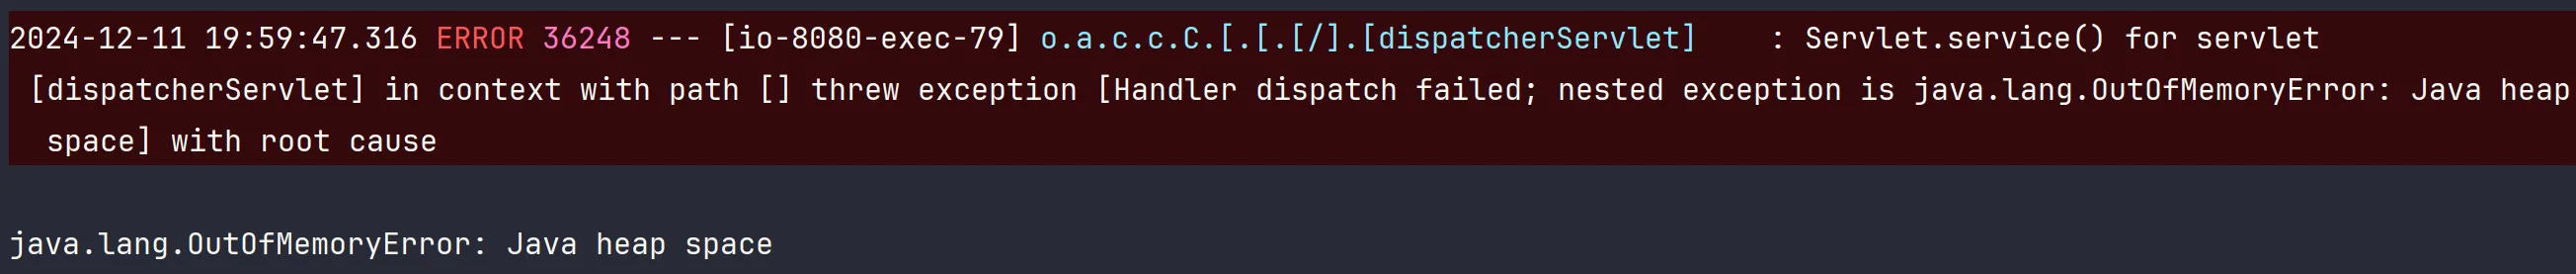 2024-12-11 19:59:47.316 ERROR 36248 --- [io-8080-exec-79] o.a.c.c.C.[.[.[/].[dispatcherServlet]    : Servlet.service() for servlet
[dispatcherServlet] in context with path [] threw exception [Handler dispatch failed; nested exception is java.lang.OutOfMemoryError: Java heap
space] with root cause
java.lang.OutOfMemoryError: Java heap space